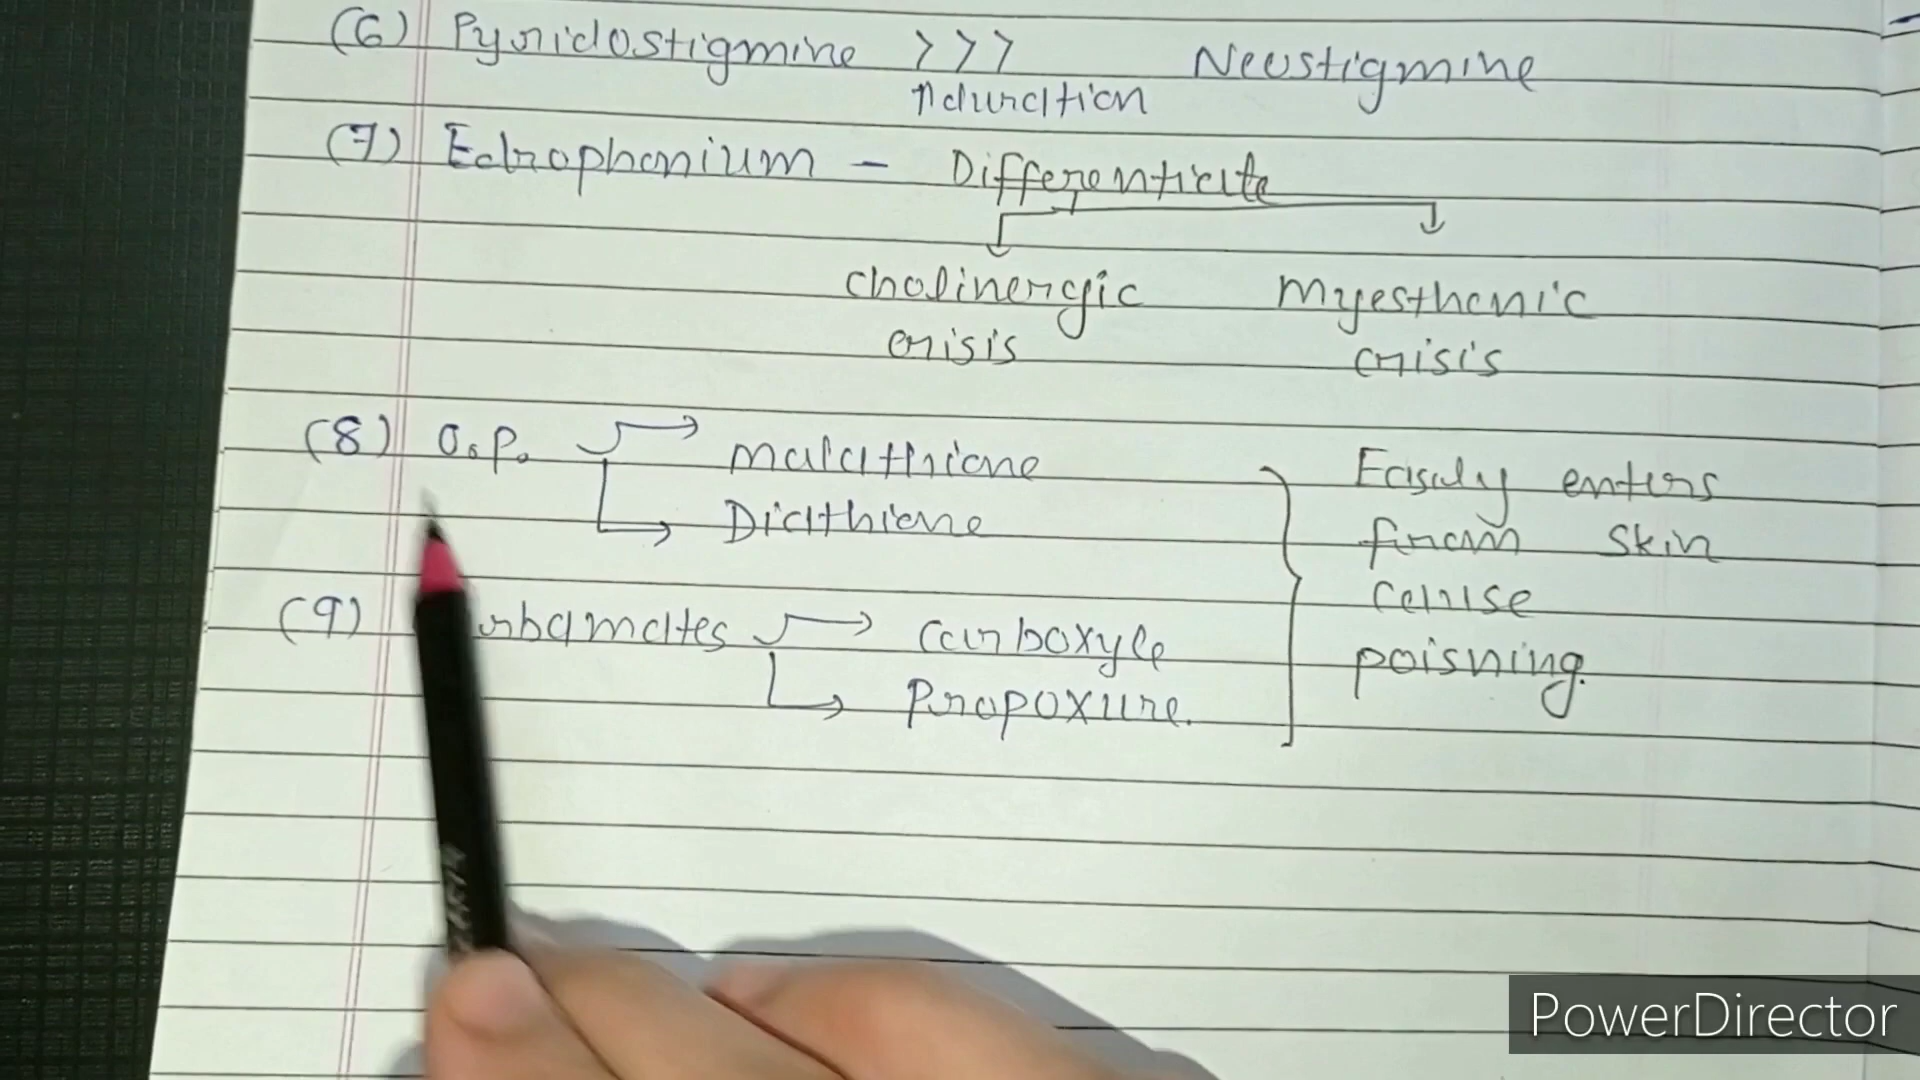 (6) Pyridostigmine >>> Neostigmine
↑ duration
(7) Edrophonium - Differentiate
cholinergic crisis
Myesthenic crisis
(8) O.P. → malathione
→ Diathione
(9) rbamates → Carboxyle
→ Propoxure.
Easily enters
from skin
cause
poisning.
PowerDirector